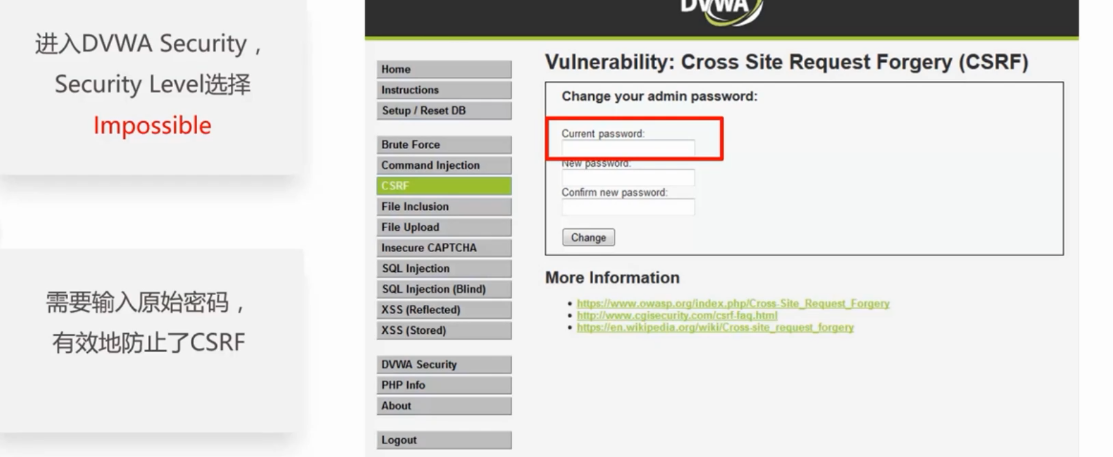 进入DVWA Security，
Security Level选择
Impossible
需要输入原始密码，
有效地防止了CSRF
DVWA
Home
Instructions
Setup / Reset DB
Brute Force
Command Injection
CSRF
File Inclusion
File Upload
Insecure CAPTCHA
SQL Injection
SQL Injection (Blind)
XSS (Reflected)
XSS (Stored)
DVWA Security
PHP Info
About
Logout
Vulnerability: Cross Site Request Forgery (CSRF)
Change your admin password:
Current password:
New password:
Confirm new password:
Change
More Information
https://www.owasp.org/index.php/Cross-Site_Request_Forgery
http://www.cgisecurity.com/csrf-faq.html
https://en.wikipedia.org/wiki/Cross-site_request_forgery